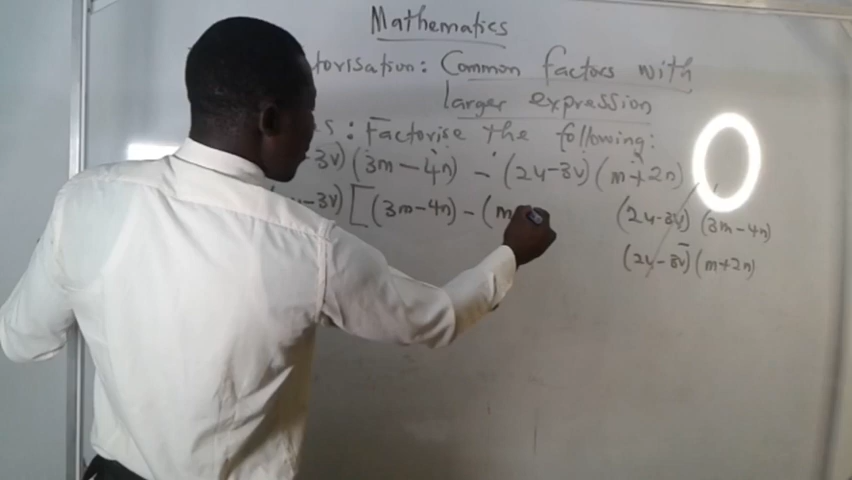 Mathematics
torisation: Common factors with
larger expression
s: Factorise the following:
3v)(3m-4n) - (2u-3v)(m+2n)
-3v)[(3m-4n)-(m
(2u-3v)(3m-4n)
(2u-3v)(m+2n)